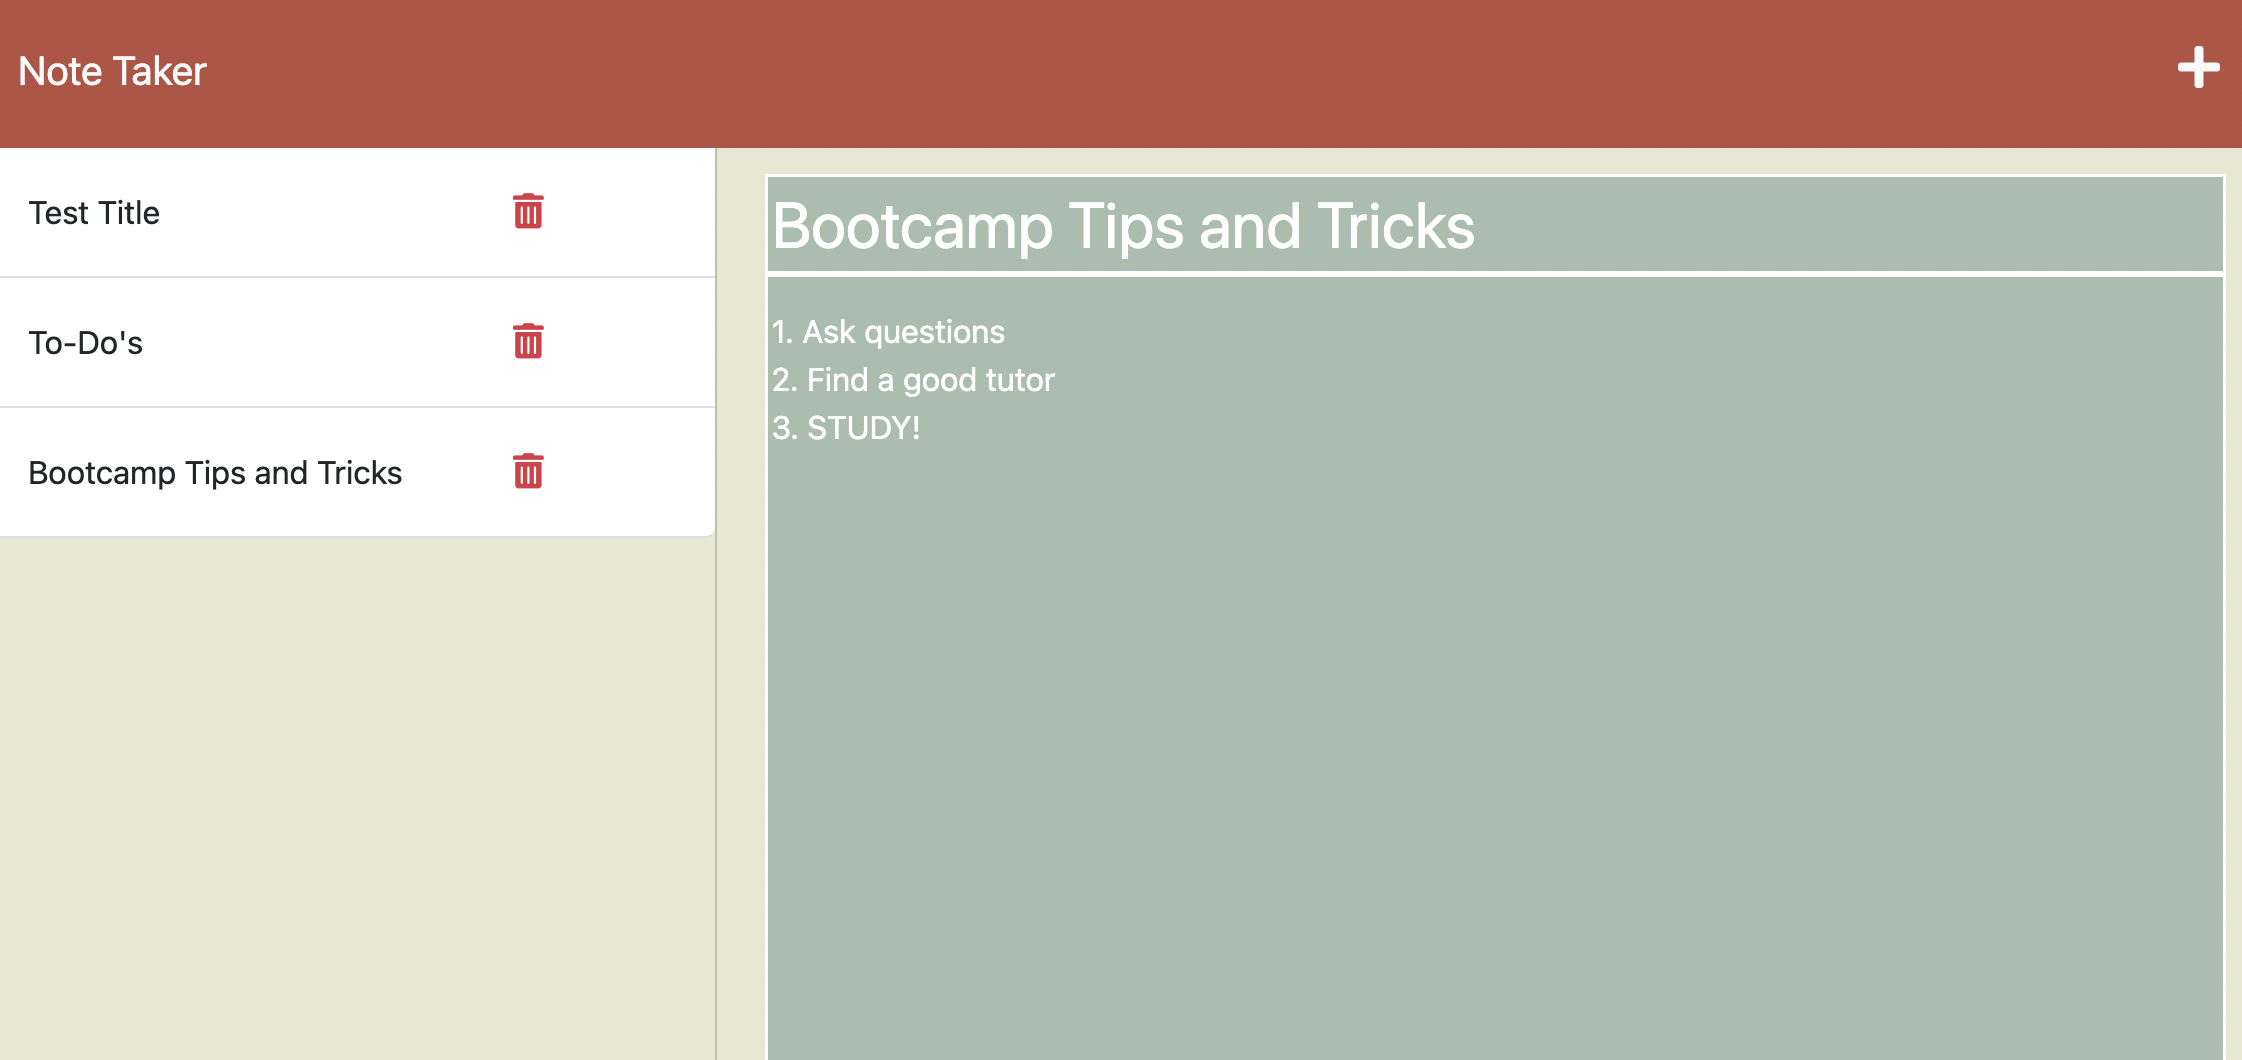 Note Taker
Test Title
To-Do's
Bootcamp Tips and Tricks
Bootcamp Tips and Tricks
1. Ask questions
2. Find a good tutor
3. STUDY!